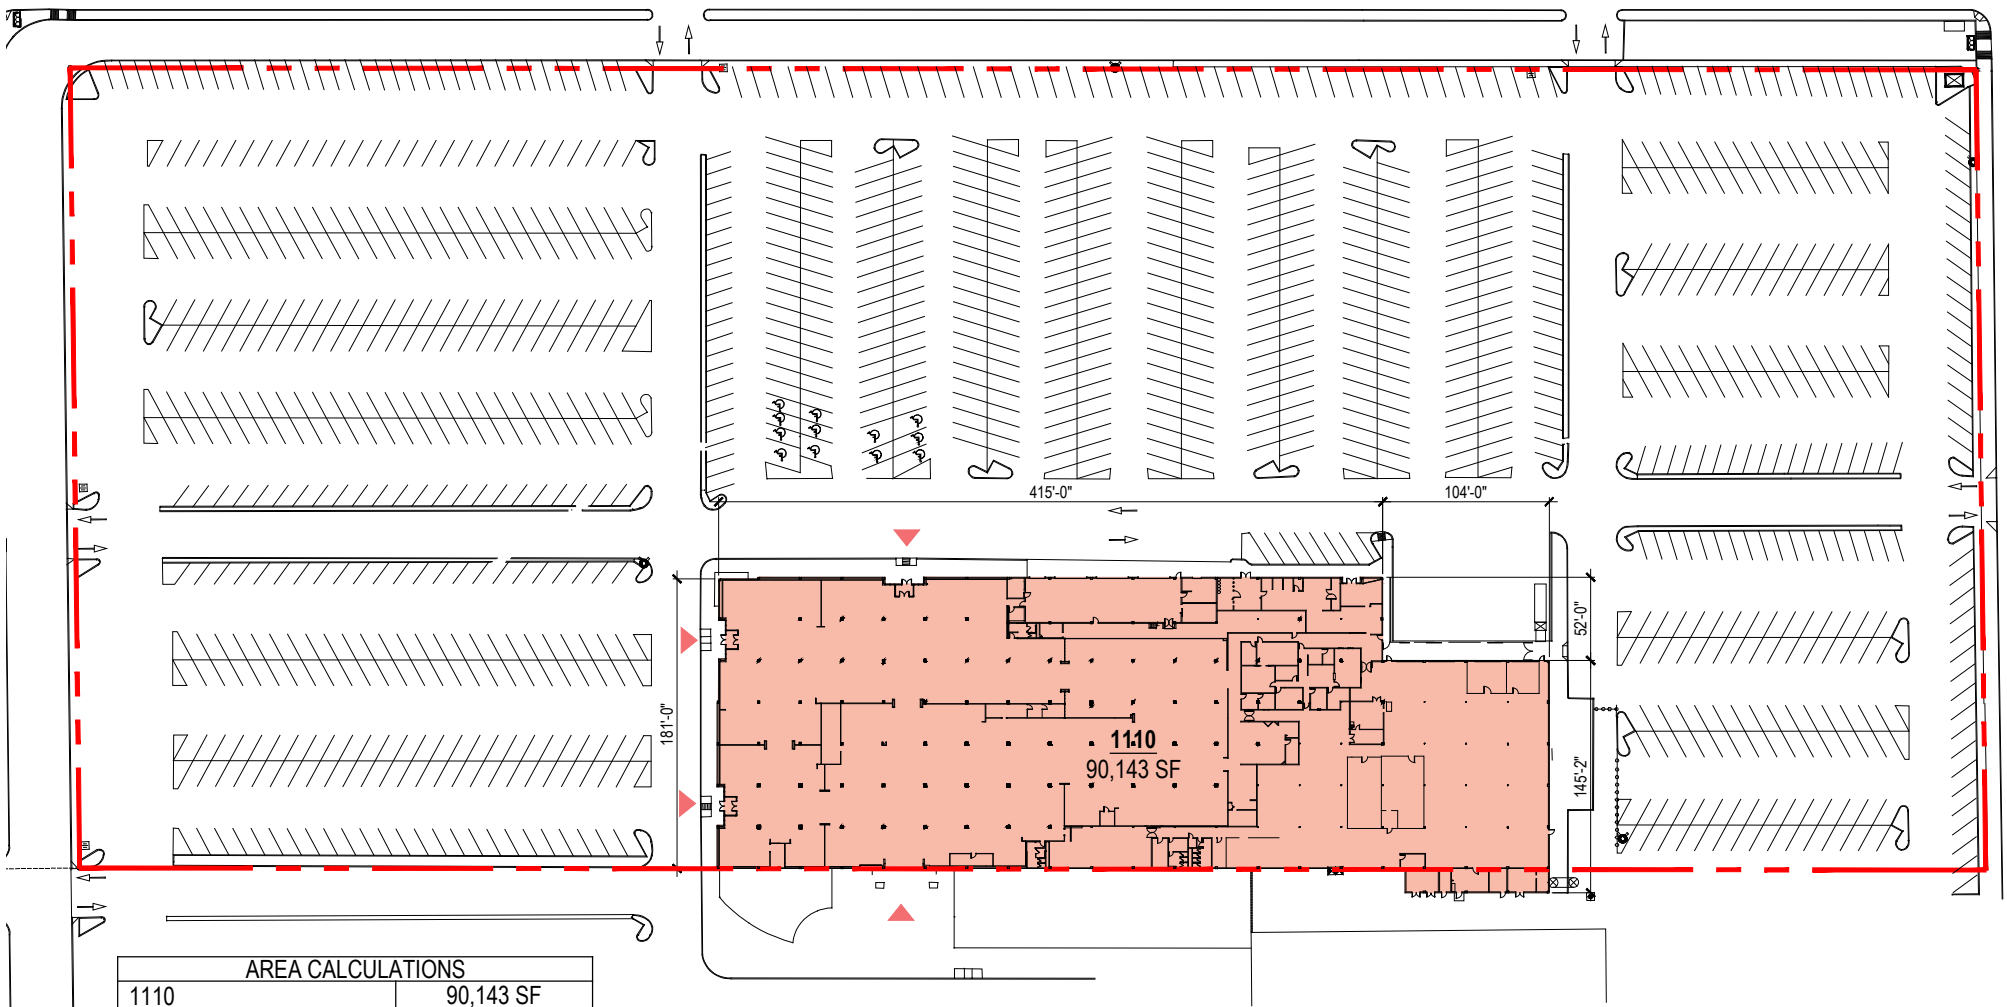 415'-0"
104'-0"
52'-0"
181'-0"
1110
90,143 SF
145'-2"
AREA CALCULATIONS
1110 90,143 SF